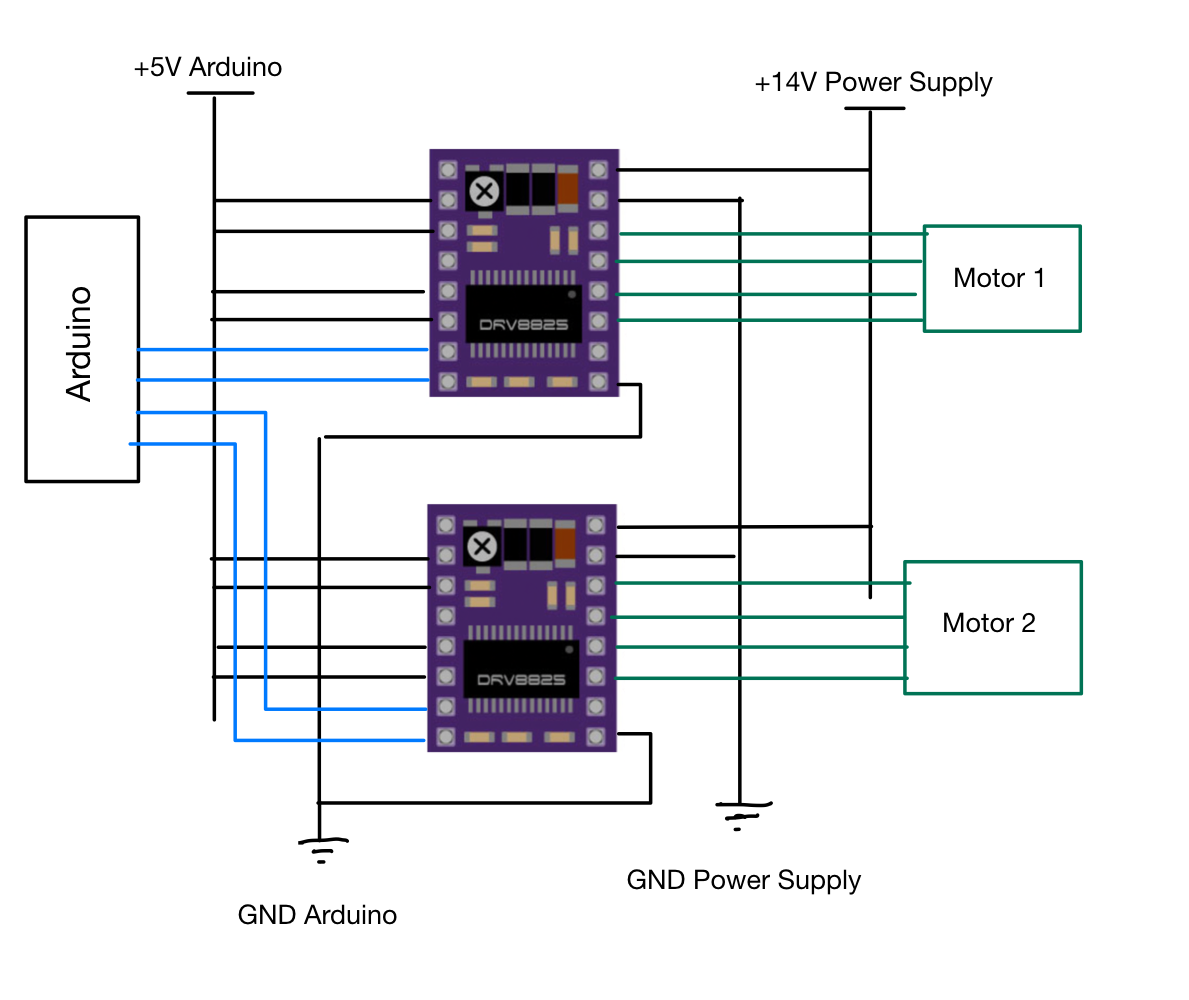 +5V Arduino
+14V Power Supply
Arduino
Motor 1
DRV8825
Motor 2
DRV8825
GND Power Supply
GND Arduino